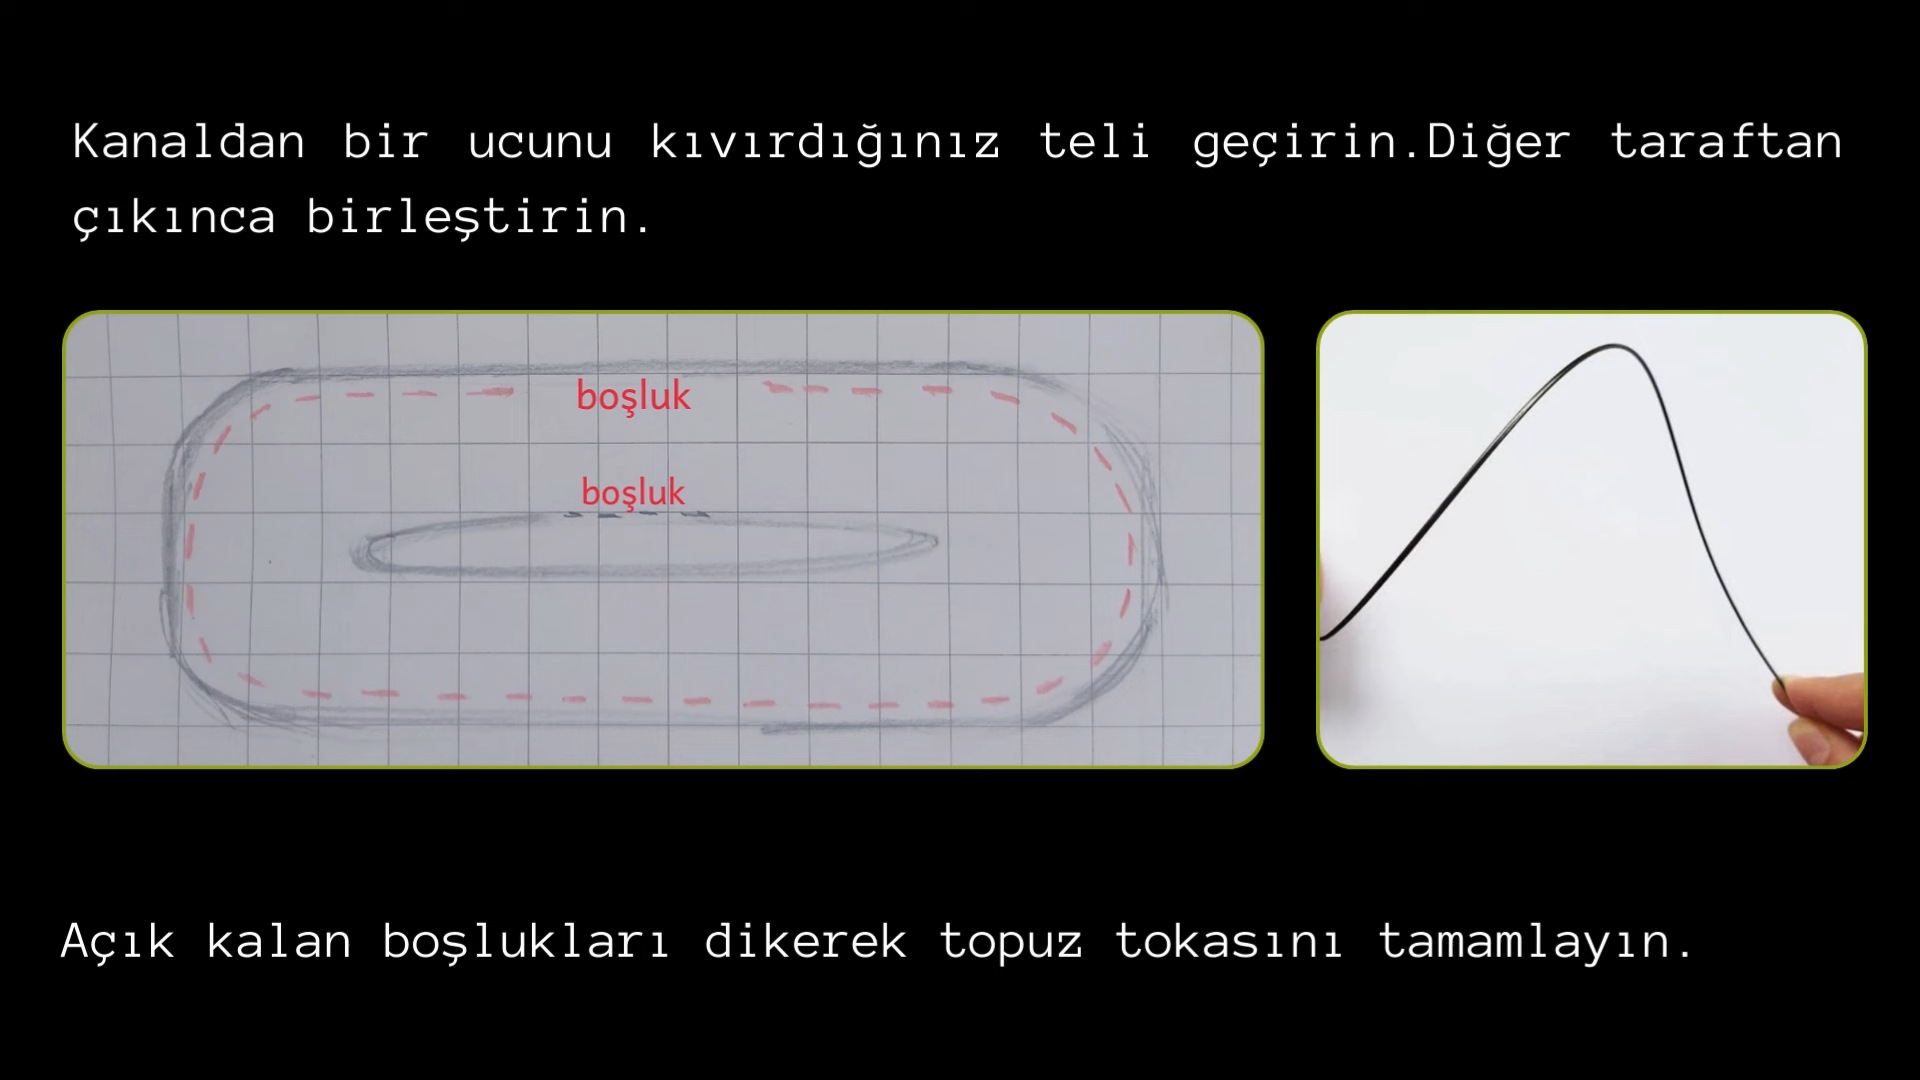 Kanaldan bir ucunu kıvırdığınız teli geçirin.Diğer taraftan
çıkınca birleştirin.
boşluk
boşluk
Açık kalan boşlukları dikerek topuz tokasını tamamlayın.